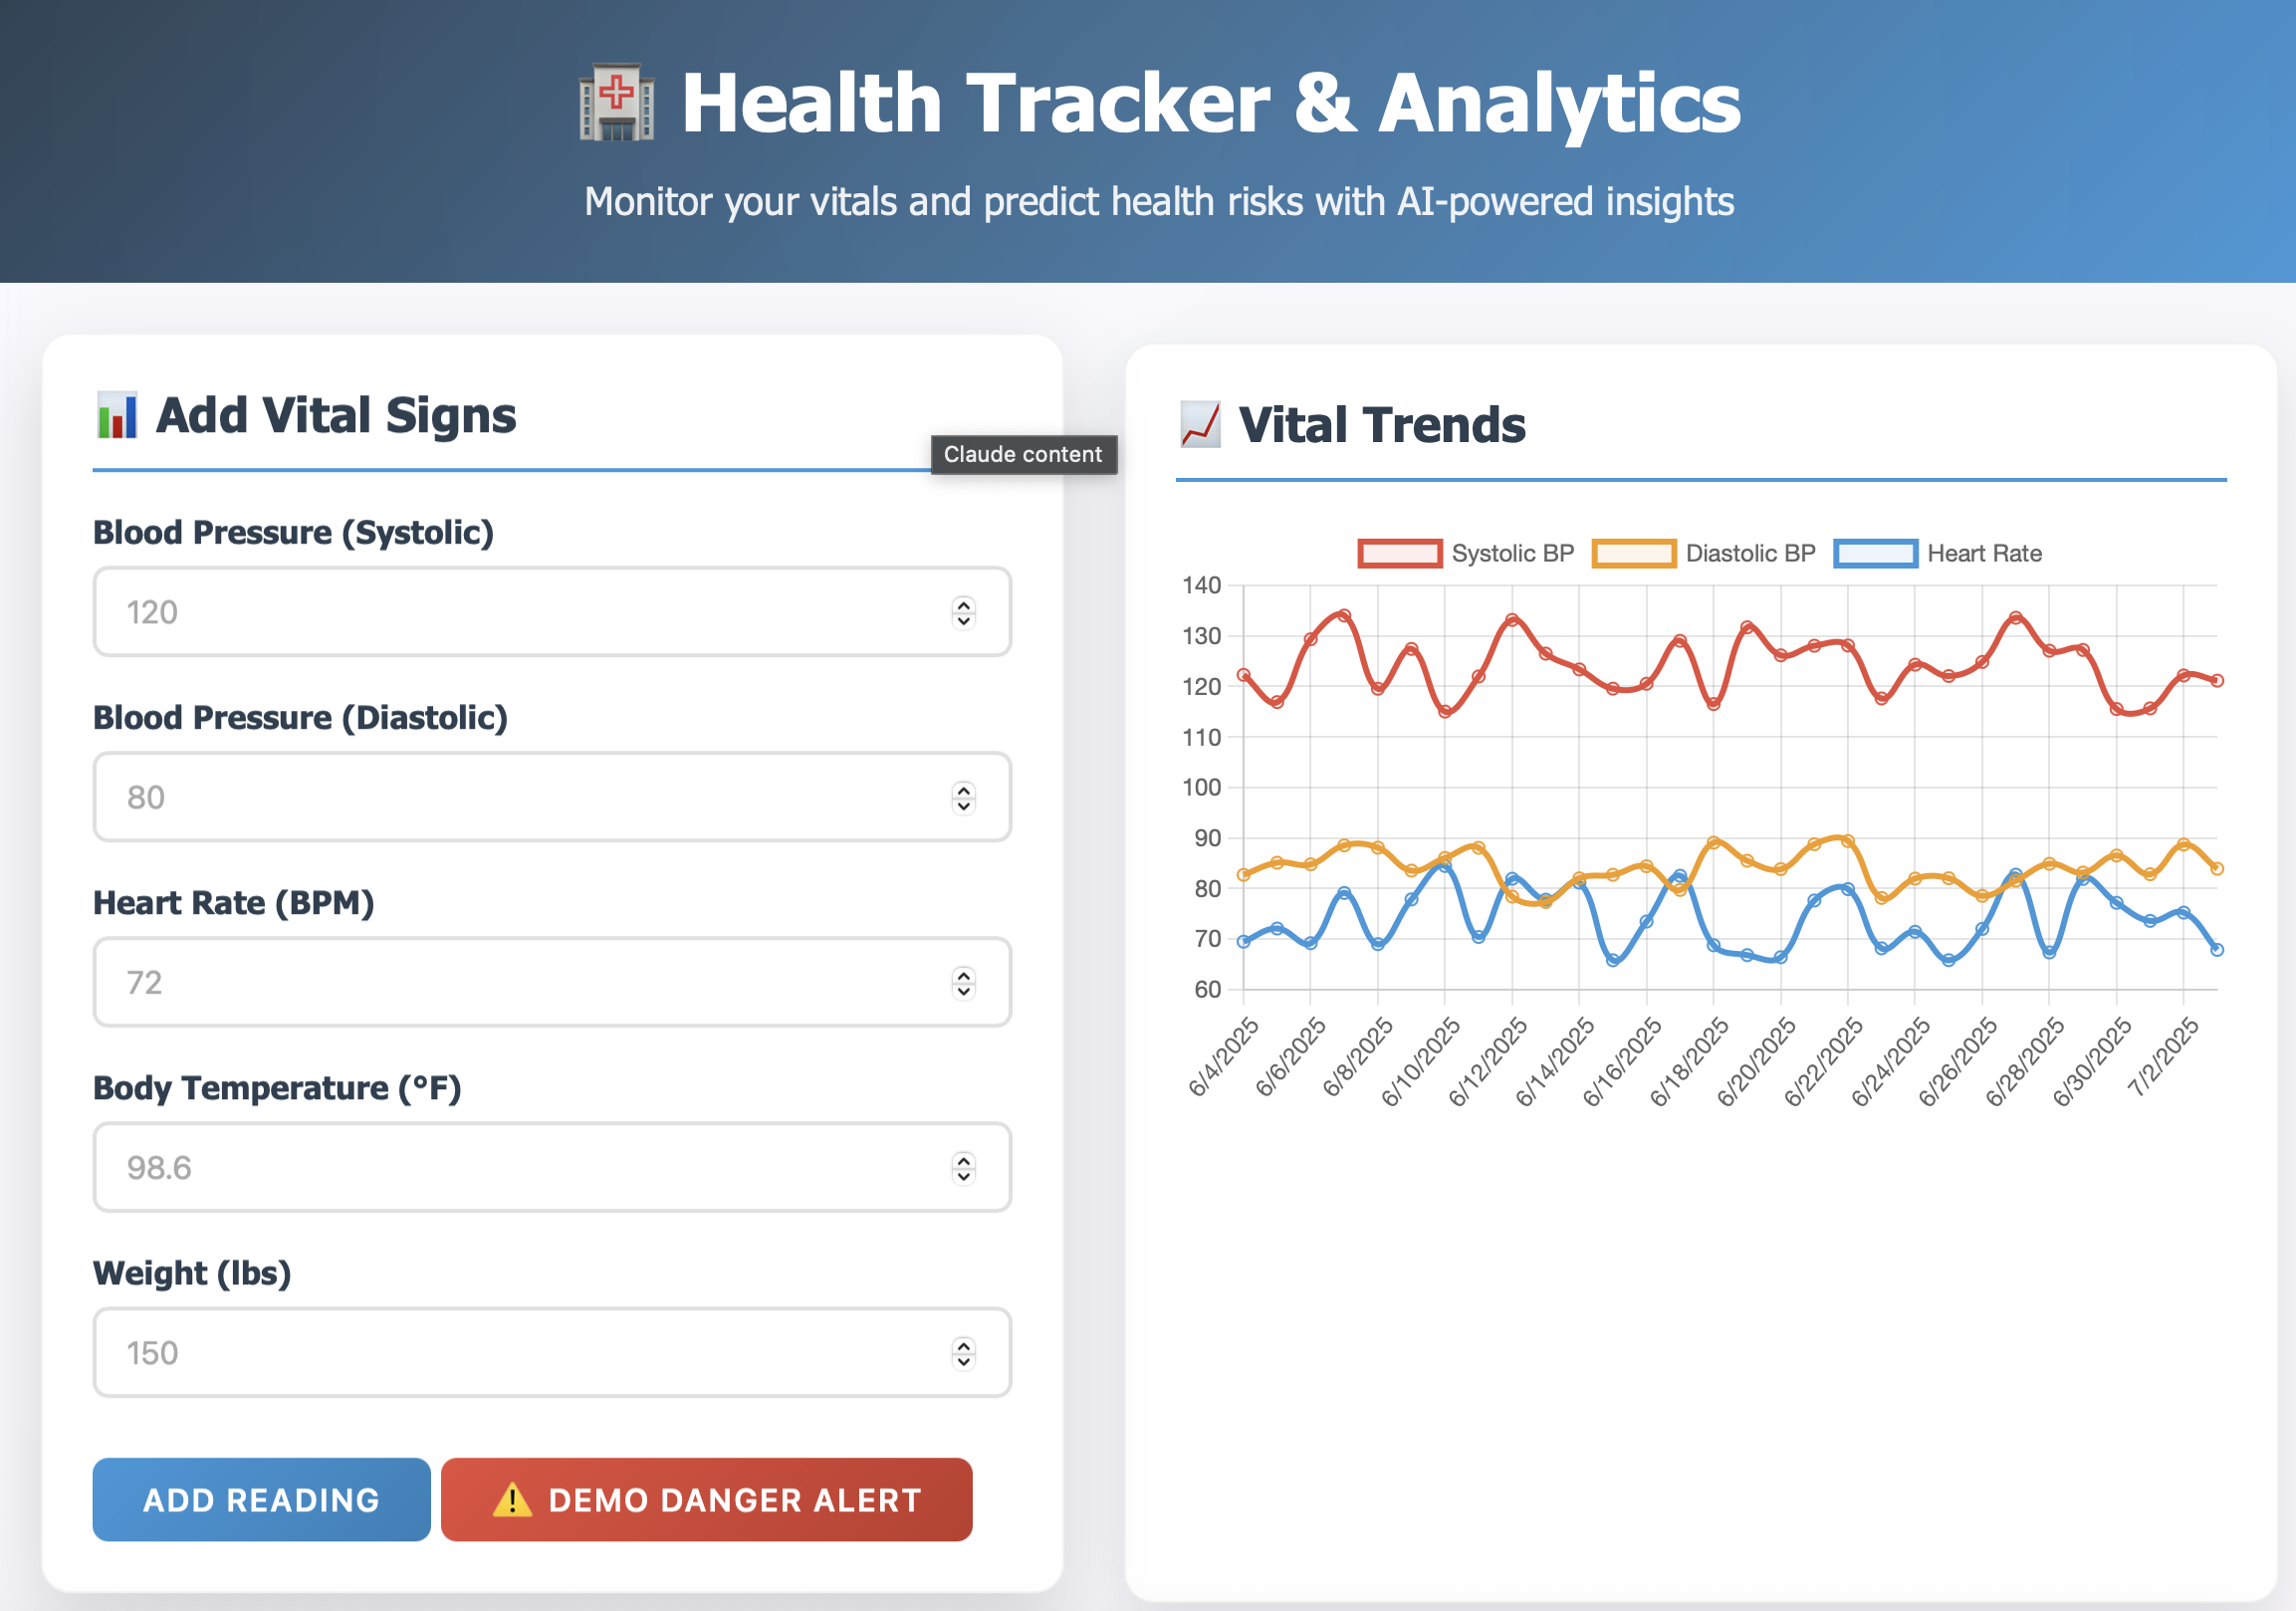 Health Tracker & Analytics
Monitor your vitals and predict health risks with AI-powered insights
Add Vital Signs
Claude content
Blood Pressure (Systolic)
120
Blood Pressure (Diastolic)
80
Heart Rate (BPM)
72
Body Temperature (°F)
98.6
Weight (lbs)
150
ADD READING
DEMO DANGER ALERT
Vital Trends
Systolic BP Diastolic BP Heart Rate
140
130
120
110
100
90
80
70
60
6/4/2025 6/6/2025 6/8/2025 6/10/2025 6/12/2025 6/14/2025 6/16/2025 6/18/2025 6/20/2025 6/22/2025 6/24/2025 6/26/2025 6/28/2025 6/30/2025 7/2/2025